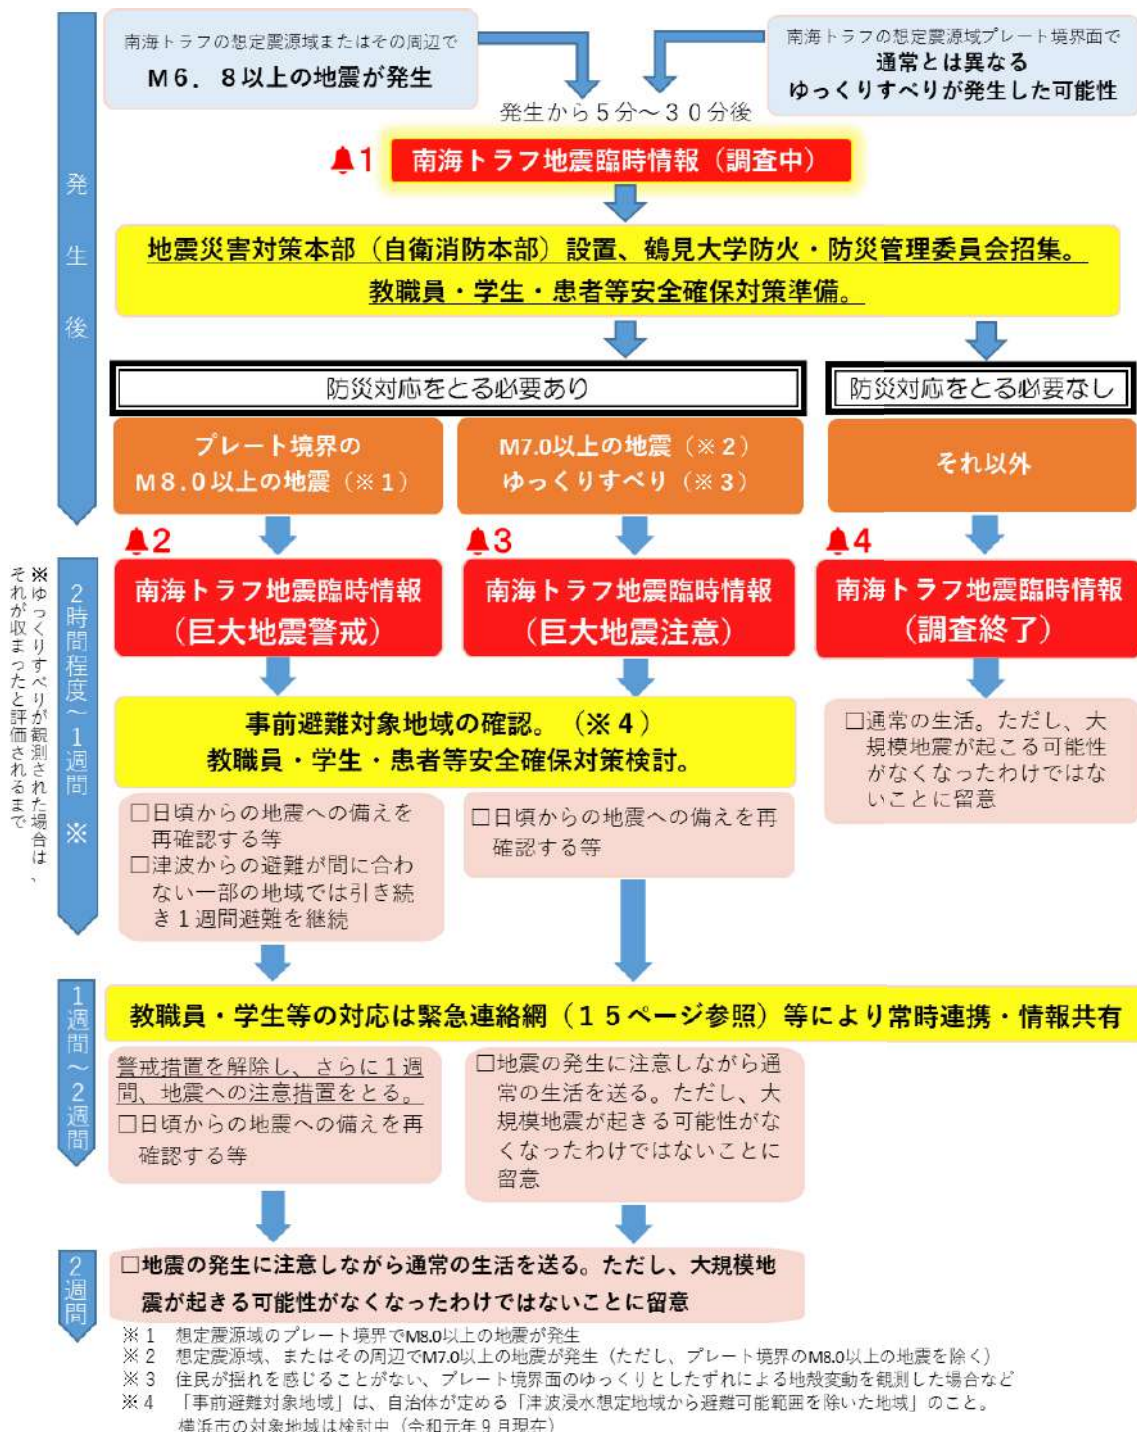 南海トラフの想定震源域またはその周辺で
M6．8以上の地震が発生
南海トラフの想定震源域プレート境界面で
通常とは異なる
ゆっくりすべりが発生した可能性
発生から5分～30分後
1
南海トラフ地震臨時情報（調査中）
発生後
地震災害対策本部（自衛消防本部）設置、鶴見大学防火・防災管理委員会招集。
教職員・学生・患者等安全確保対策準備。
防災対応をとる必要あり
防災対応をとる必要なし
プレート境界の
M8.0以上の地震（※1）
M7.0以上の地震（※2）
ゆっくりすべり（※3）
それ以外
2
3
4
南海トラフ地震臨時情報
（巨大地震警戒）
南海トラフ地震臨時情報
（巨大地震注意）
南海トラフ地震臨時情報
（調査終了）
2時間程度～1週間 ※
※ゆっくりすべりが観測された場合は、
それが収まったと評価されるまで
事前避難対象地域の確認。（※4）
教職員・学生・患者等安全確保対策検討。
□通常の生活。ただし、大
規模地震が起こる可能性
がなくなったわけではな
いことに留意
□日頃からの地震への備えを
再確認する等
□津波からの避難が間に合わ
ない一部の地域では引き続
き1週間避難を継続
□日頃からの地震への備えを再
確認する等
1週間～2週間
教職員・学生等の対応は緊急連絡網（15ページ参照）等により常時連携・情報共有
警戒措置を解除し、さらに1週
間、地震への注意措置をとる。
□日頃からの地震への備えを再
確認する等
□地震の発生に注意しながら通
常の生活を送る。ただし、大
規模地震が起きる可能性がな
くなったわけではないことに
留意
2週間
□地震の発生に注意しながら通常の生活を送る。ただし、大規模地
震が起きる可能性がなくなったわけではないことに留意
※1 想定震源域のプレート境界でM8.0以上の地震が発生
※2 想定震源域、またはその周辺でM7.0以上の地震が発生（ただし、プレート境界のM8.0以上の地震を除く）
※3 住民が揺れを感じることがない、プレート境界面のゆっくりとしたずれによる地殻変動を観測した場合など
※4 「事前避難対象地域」は、自治体が定める「津波浸水想定地域から避難可能範囲を除いた地域」のこと。
横浜市の対象地域は検討中（令和元年9月現在）